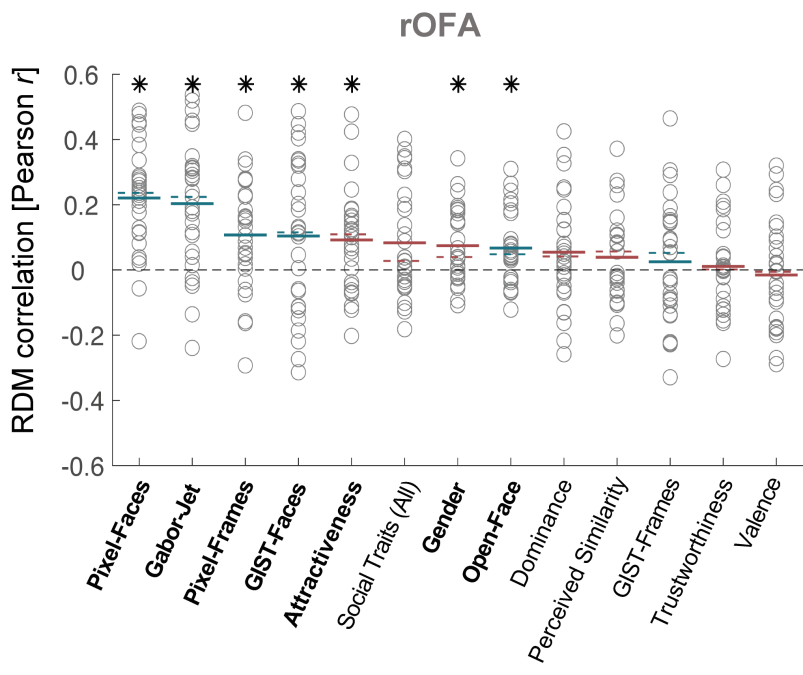 rOFA
RDM correlation [Pearson r]
0.6
0.4
0.2
0
-0.2
-0.4
-0.6
* * * * * * *
Pixel-Faces
Gabor-Jet
Pixel-Frames
GIST-Faces
Attractiveness
Social Traits (All)
Gender
Open-Face
Dominance
Perceived Similarity
GIST-Frames
Trustworthiness
Valence